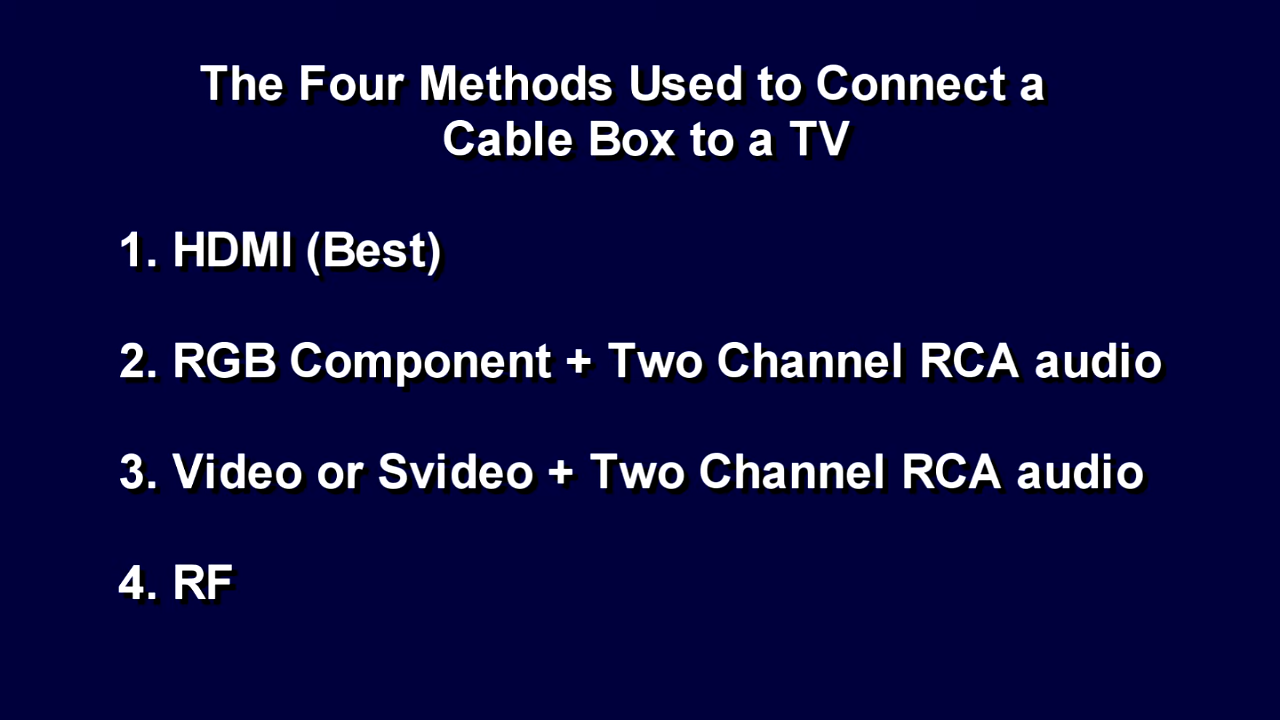 The Four Methods Used to Connect a
Cable Box to a TV
1. HDMI (Best)
2. RGB Component + Two Channel RCA audio
3. Video or Svideo + Two Channel RCA audio
4. RF